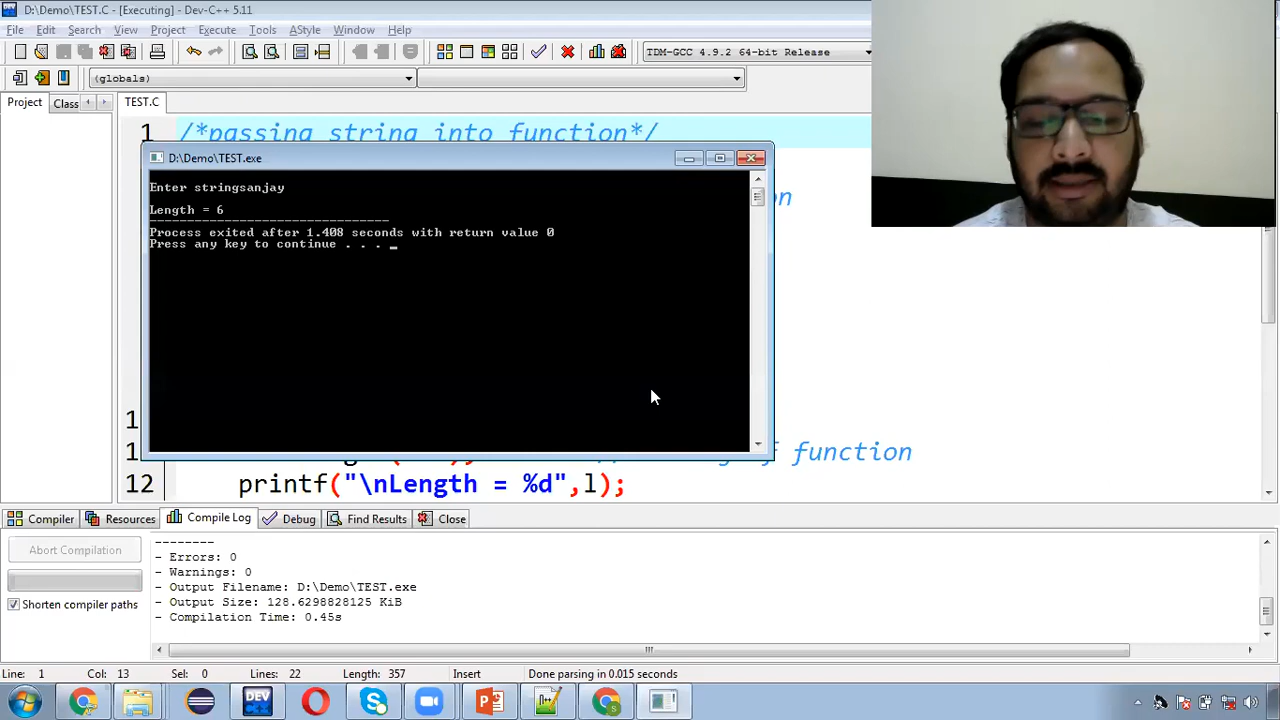 D:\Demo\TEST.C - [Executing] - Dev-C++ 5.11
File Edit Search View Project Execute Tools AStyle Window Help
TDM-GCC 4.9.2 64-bit Release
(globals)
Project Class TEST.C
1 /*passing string into function*/
D:\Demo\TEST.exe
Enter stringsanjay
Length = 6
--------------------------------
Process exited after 1.408 seconds with return value 0
Press any key to continue . . . _
on
1
function
12 printf("\nLength = %d",l);
Compiler Resources Compile Log Debug Find Results Close
Abort Compilation
Shorten compiler paths
--------
- Errors: 0
- Warnings: 0
- Output Filename: D:\Demo\TEST.exe
- Output Size: 128.6298828125 KiB
- Compilation Time: 0.45s
Line: 1 Col: 13 Sel: 0 Lines: 22 Length: 357 Insert Done parsing in 0.015 seconds
DEV